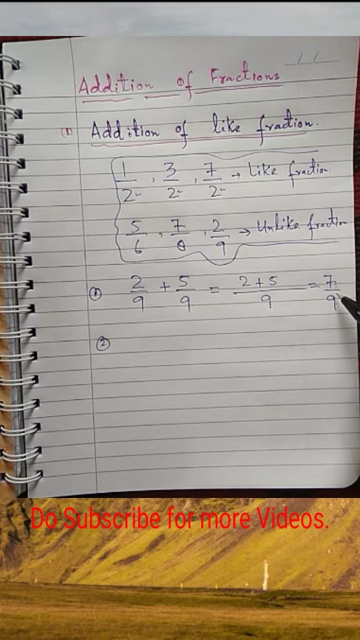 Addition of Fractions
(1) Addition of like fraction.
1/2, 3/2, 7/2 → Like fraction
5/6, 7/8, 2/9 → Unlike fraction
① 2/9 + 5/9 = 2+5/9 = 7/9
②
Do Subscribe for more Videos.